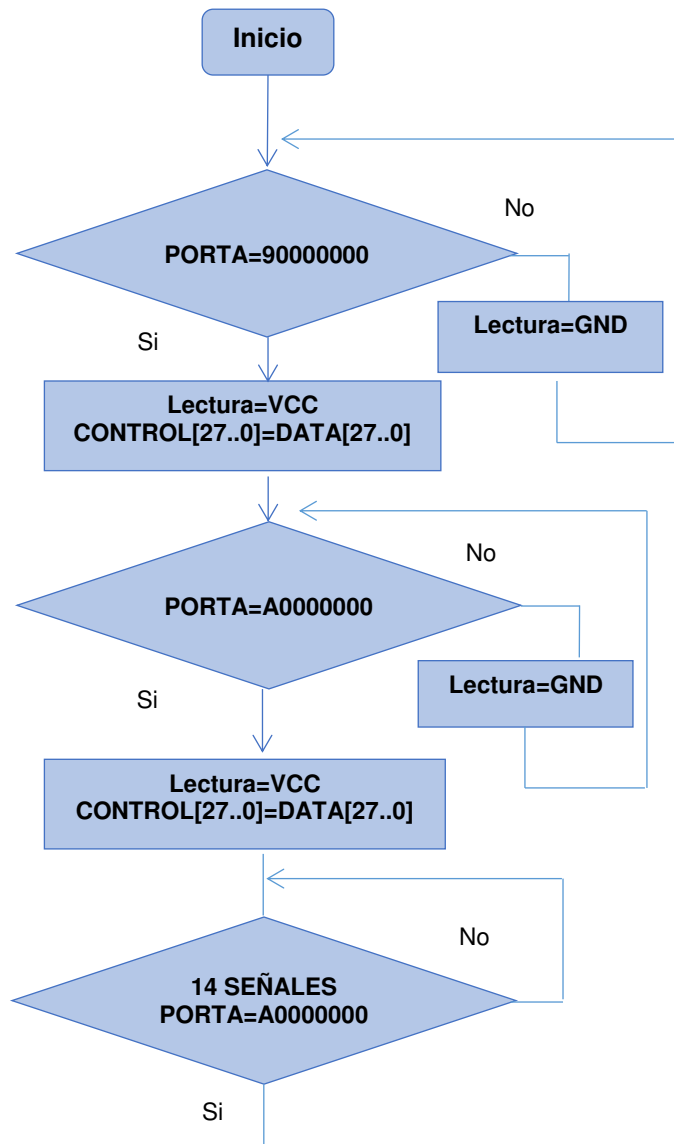 Inicio
No
PORTA=90000000
Lectura=GND
Si
Lectura=VCC
CONTROL[27..0]=DATA[27..0]
No
PORTA=A0000000
Lectura=GND
Si
Lectura=VCC
CONTROL[27..0]=DATA[27..0]
No
14 SEÑALES
PORTA=A0000000
Si